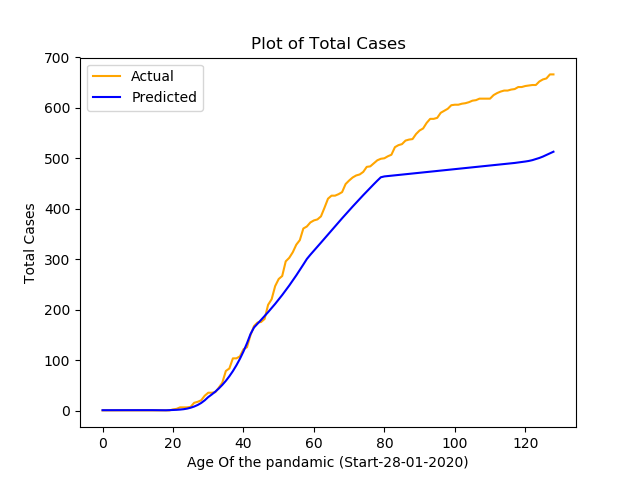 Plot of Total Cases
Actual
Predicted
Total Cases
700
600
500
400
300
200
100
0
0 20 40 60 80 100 120
Age Of the pandamic (Start-28-01-2020)